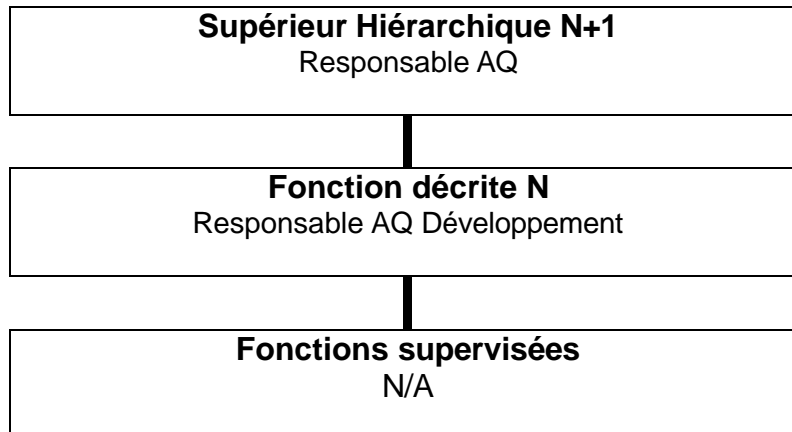 Supérieur Hiérarchique N+1
Responsable AQ
Fonction décrite N
Responsable AQ Développement
Fonctions supervisées
N/A